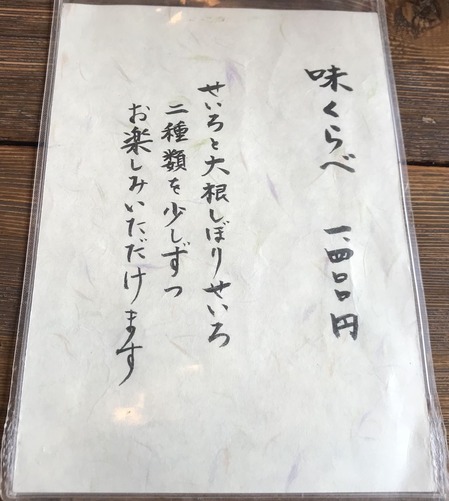 味くらべ 一、四〇〇円
せいろと大根しぼりせいろ
二種類を少しずつ
お楽しみいただけます